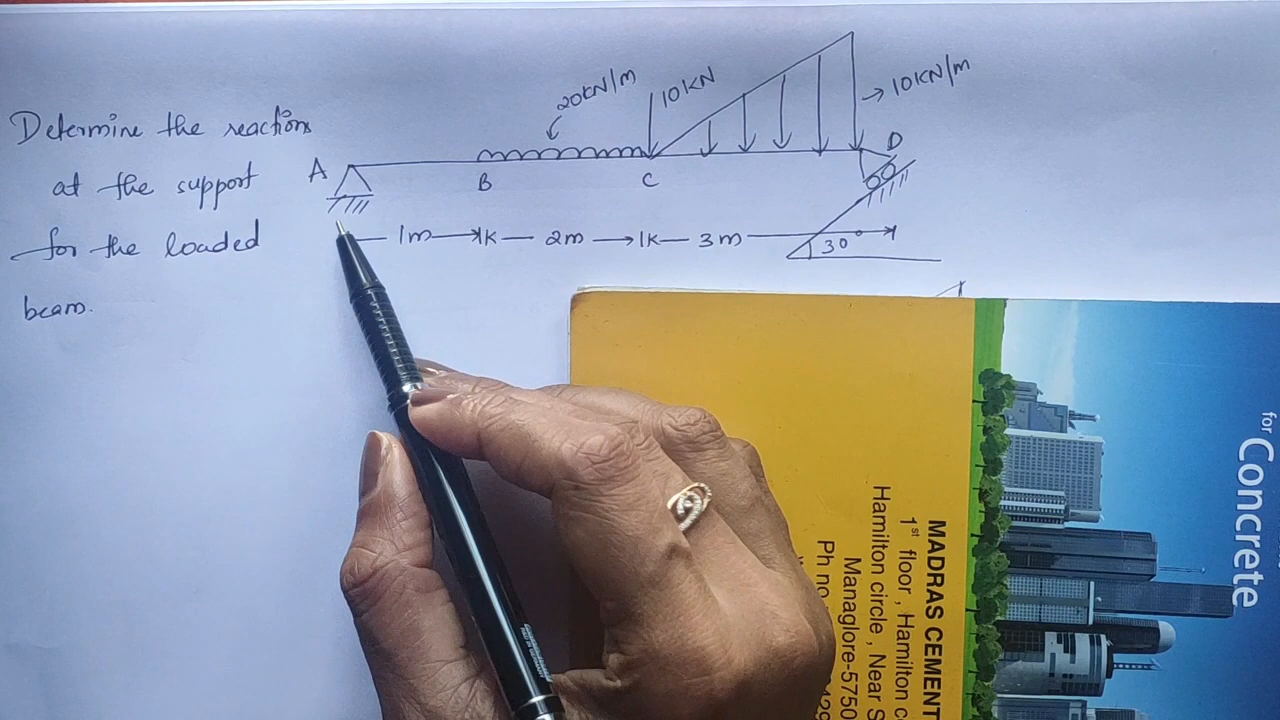 Determine the reactions
at the support
for the loaded
beam.
20KN/m
10KN
10KN/m
A
B
C
D
1m
2m
3m
30°
for
Concrete
MADRAS CEMENT
1st floor, Hamilton c
Hamilton circle, Near S
Managlore-5750
Ph no